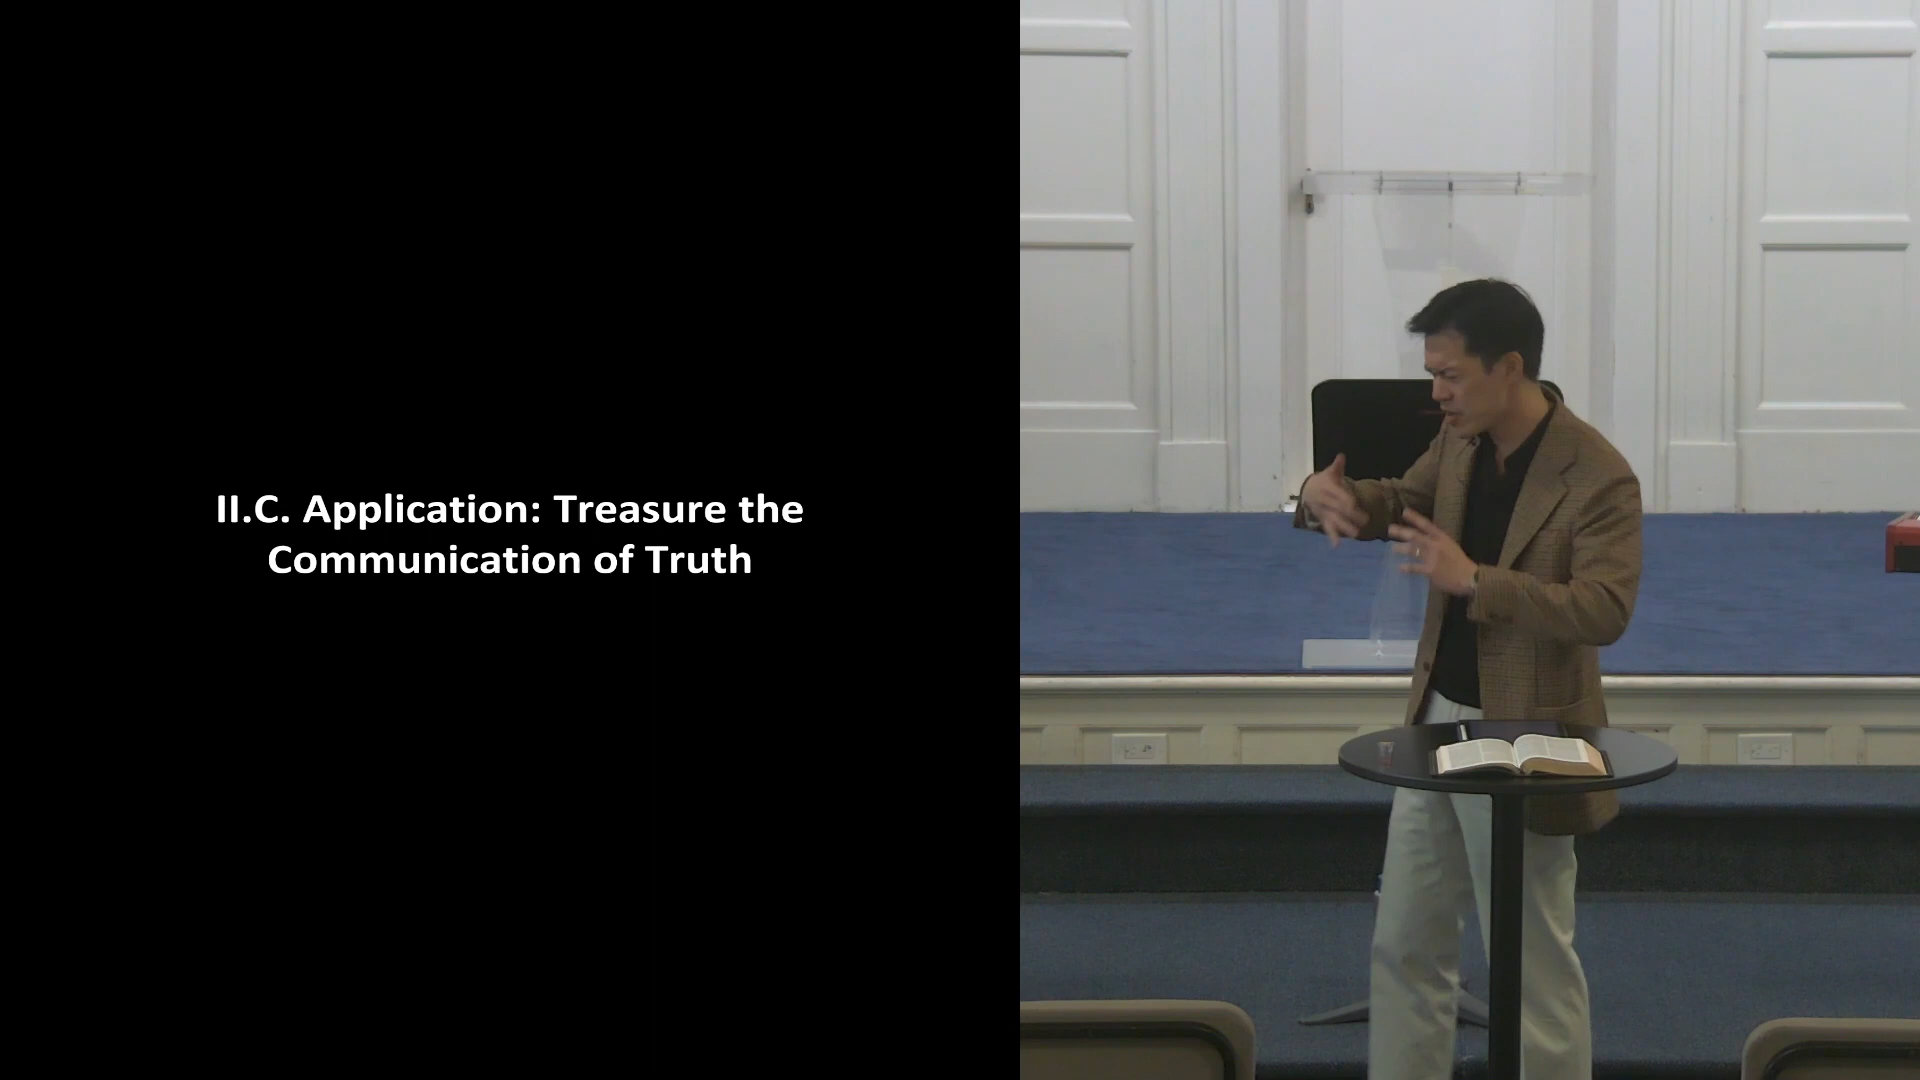 II.C. Application: Treasure the
Communication of Truth